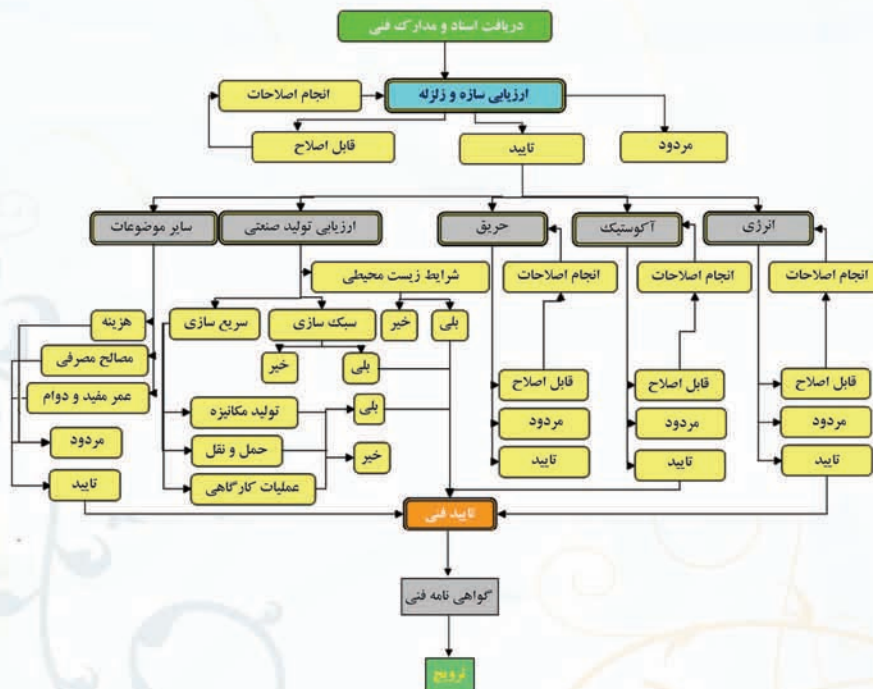 دریافت اسناد و مدارک فنی
ارزیابی سازه و زلزله
انجام اصلاحات
مردود
تایید
قابل اصلاح
انرژی
آکوستیک
حریق
ارزیابی تولید صنعتی
سایر موضوعات
انجام اصلاحات
انجام اصلاحات
انجام اصلاحات
شرایط زیست محیطی
بلی
خیر
سبک سازی
سریع سازی
هزینه
بلی
خیر
مصالح مصرفی
قابل اصلاح
قابل اصلاح
قابل اصلاح
عمر مفید و دوام
بلی
تولید مکانیزه
مردود
مردود
مردود
مردود
خیر
حمل و نقل
تایید
تایید
تایید
عملیات کارگاهی
تایید
تایید فنی
گواهی نامه فنی
ترویج